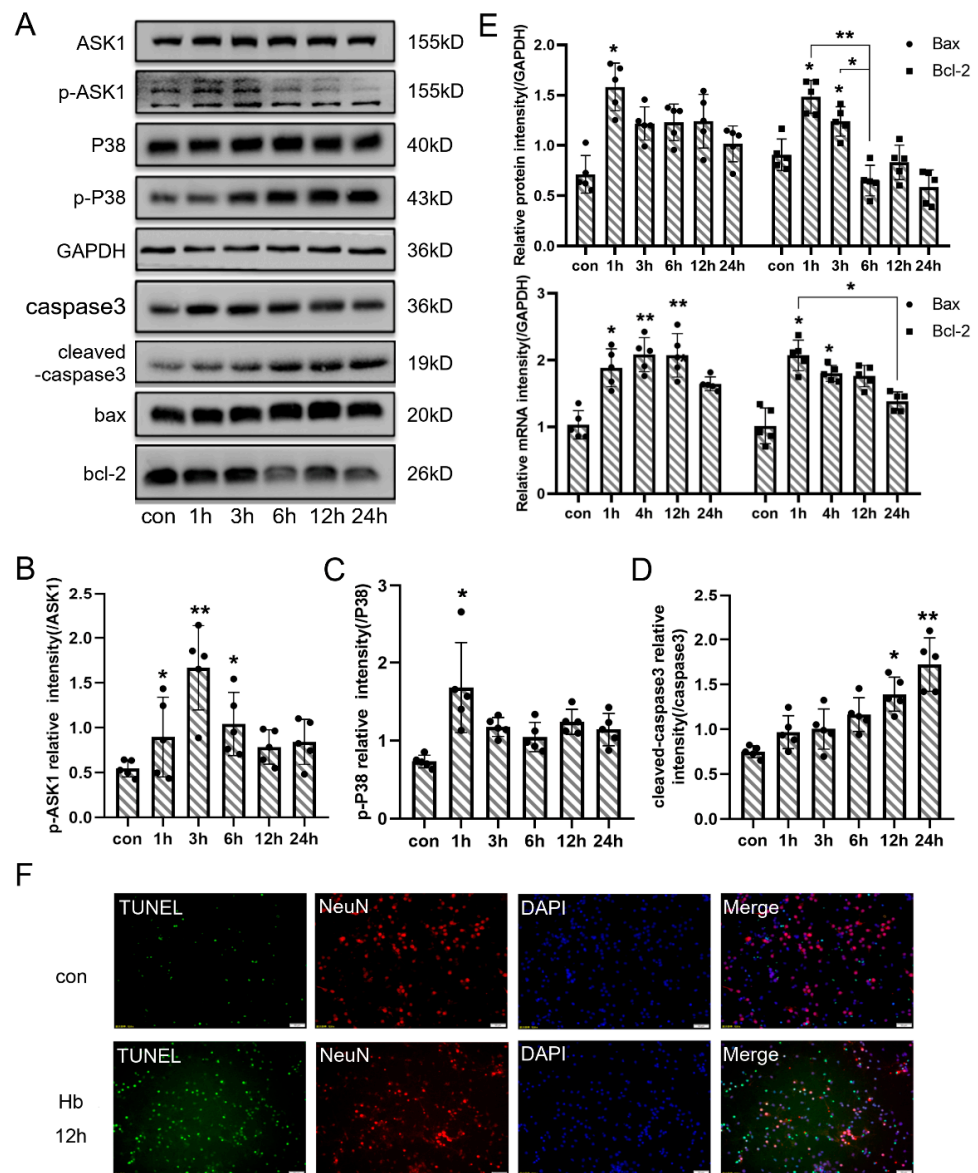 A
ASK1 155kD
p-ASK1 155kD
P38 40kD
p-P38 43kD
GAPDH 36kD
caspase3 36kD
cleaved
-caspase3 19kD
bax 20kD
bcl-2 26kD
con 1h 3h 6h 12h 24h
E
Relative protein intensity(/GAPDH)
2.0
1.5
1.0
0.5
0.0
* * * ** *
Bax
Bcl-2
con 1h 3h 6h 12h 24h con 1h 3h 6h 12h 24h
Relative mRNA intensity(/GAPDH)
3
2
1
0
* ** ** * * *
Bax
Bcl-2
con 1h 4h 12h 24h con 1h 4h 12h 24h
B
p-ASK1 relative intensity(/ASK1)
2.5
2.0
1.5
1.0
0.5
0.0
* ** *
con 1h 3h 6h 12h 24h
C
p-P38 relative intensity(/P38)
3
2
1
0
*
con 1h 3h 6h 12h 24h
D
cleaved-caspase3 relative
intensity(/caspase3)
2.5
2.0
1.5
1.0
0.5
0.0
* **
con 1h 3h 6h 12h 24h
F
con
TUNEL NeuN DAPI Merge
Hb
12h
TUNEL NeuN DAPI Merge